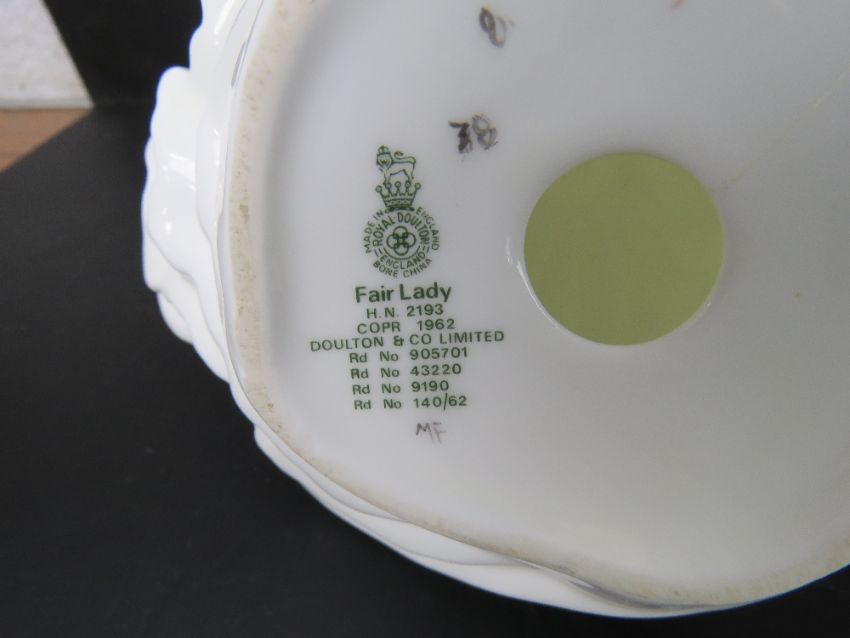 8
MADE IN ENGLAND
ROYAL DOULTON
ENGLAND
BONE CHINA
Fair Lady
H.N. 2193
COPR 1962
DOULTON & CO LIMITED
Rd No 905701
Rd No 43220
Rd No 9190
Rd No 140/62
MF